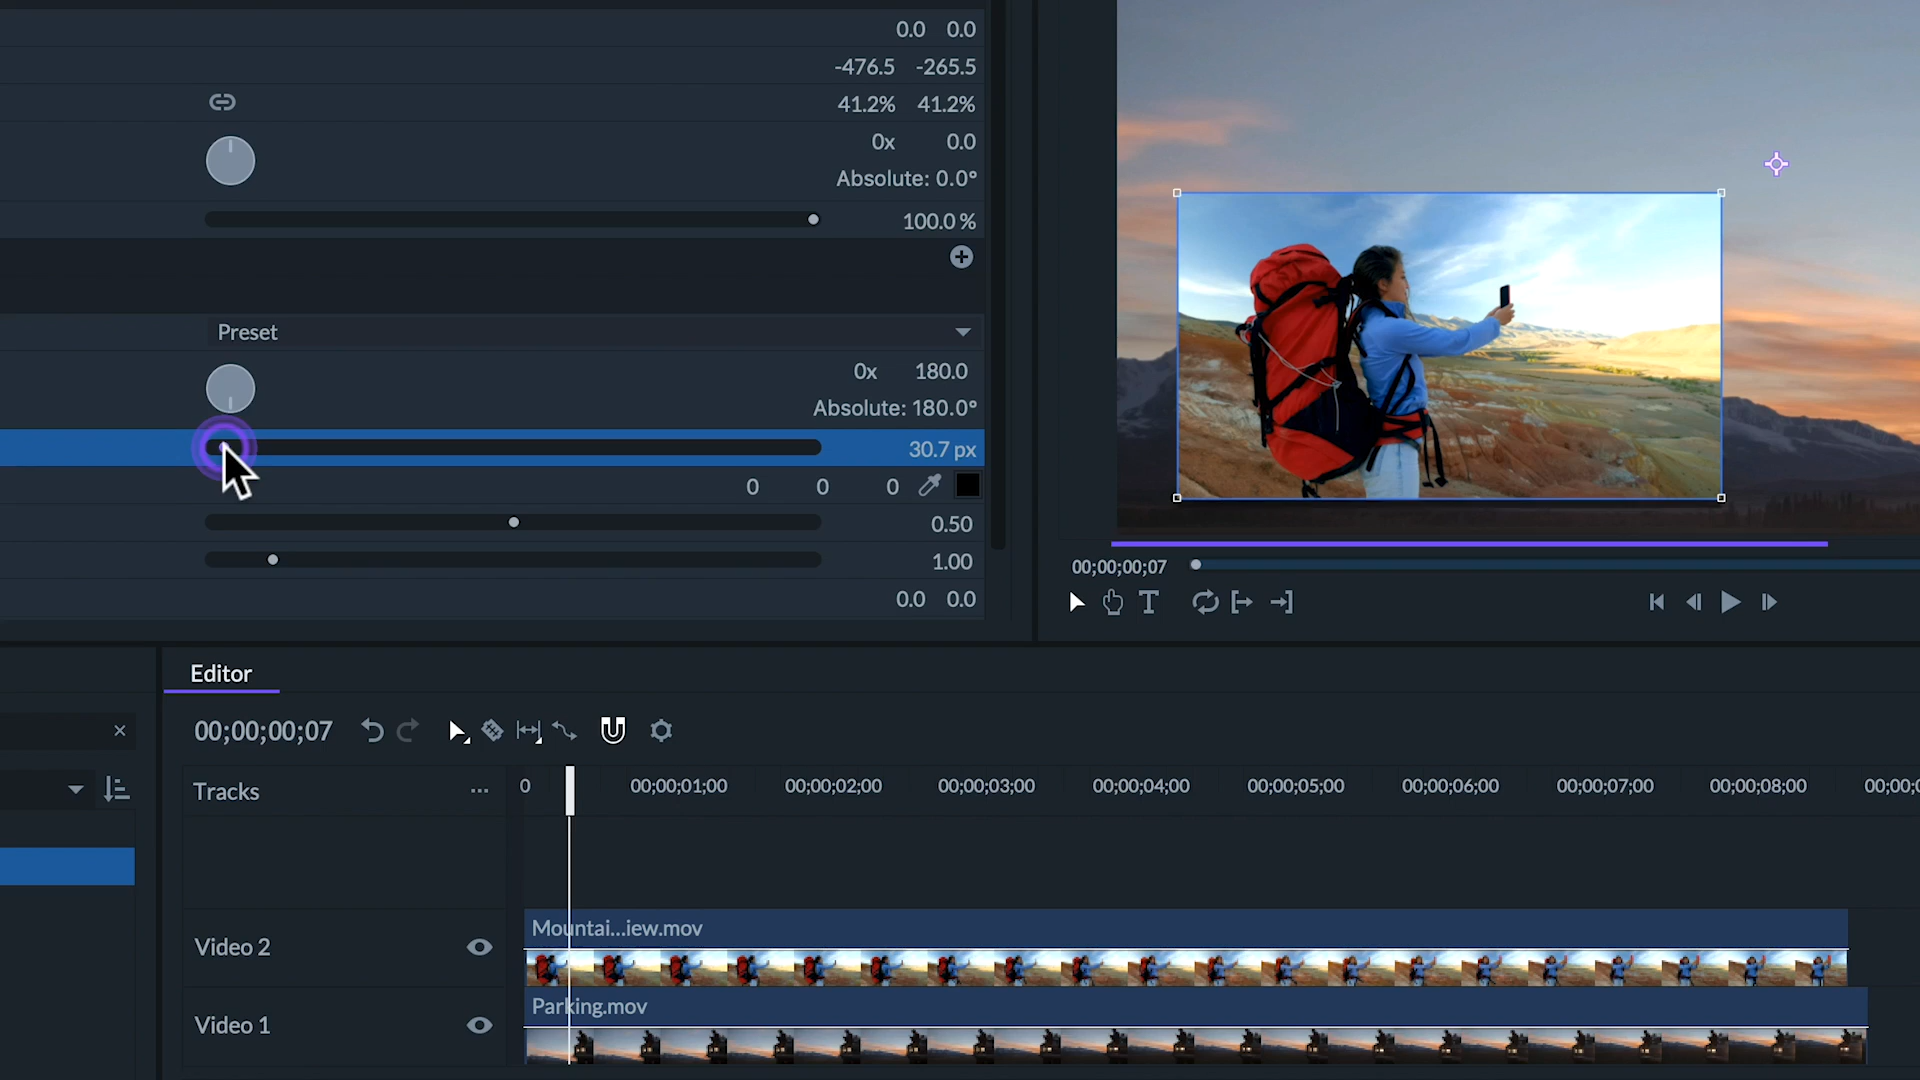 0.0 0.0
-476.5 -265.5
41.2% 41.2%
0x 0.0
Absolute: 0.0°
100.0 %
Preset
0x 180.0
Absolute: 180.0°
30.7 px
0 0 0
0.50
1.00
0.0 0.0
00;00;00;07
T
Editor
00;00;00;07
Tracks ...
0 00;00;01;00 00;00;02;00 00;00;03;00 00;00;04;00 00;00;05;00 00;00;06;00 00;00;07;00 00;00;08;00 00;00;0
Mountai...iew.mov
Video 2
Parking.mov
Video 1